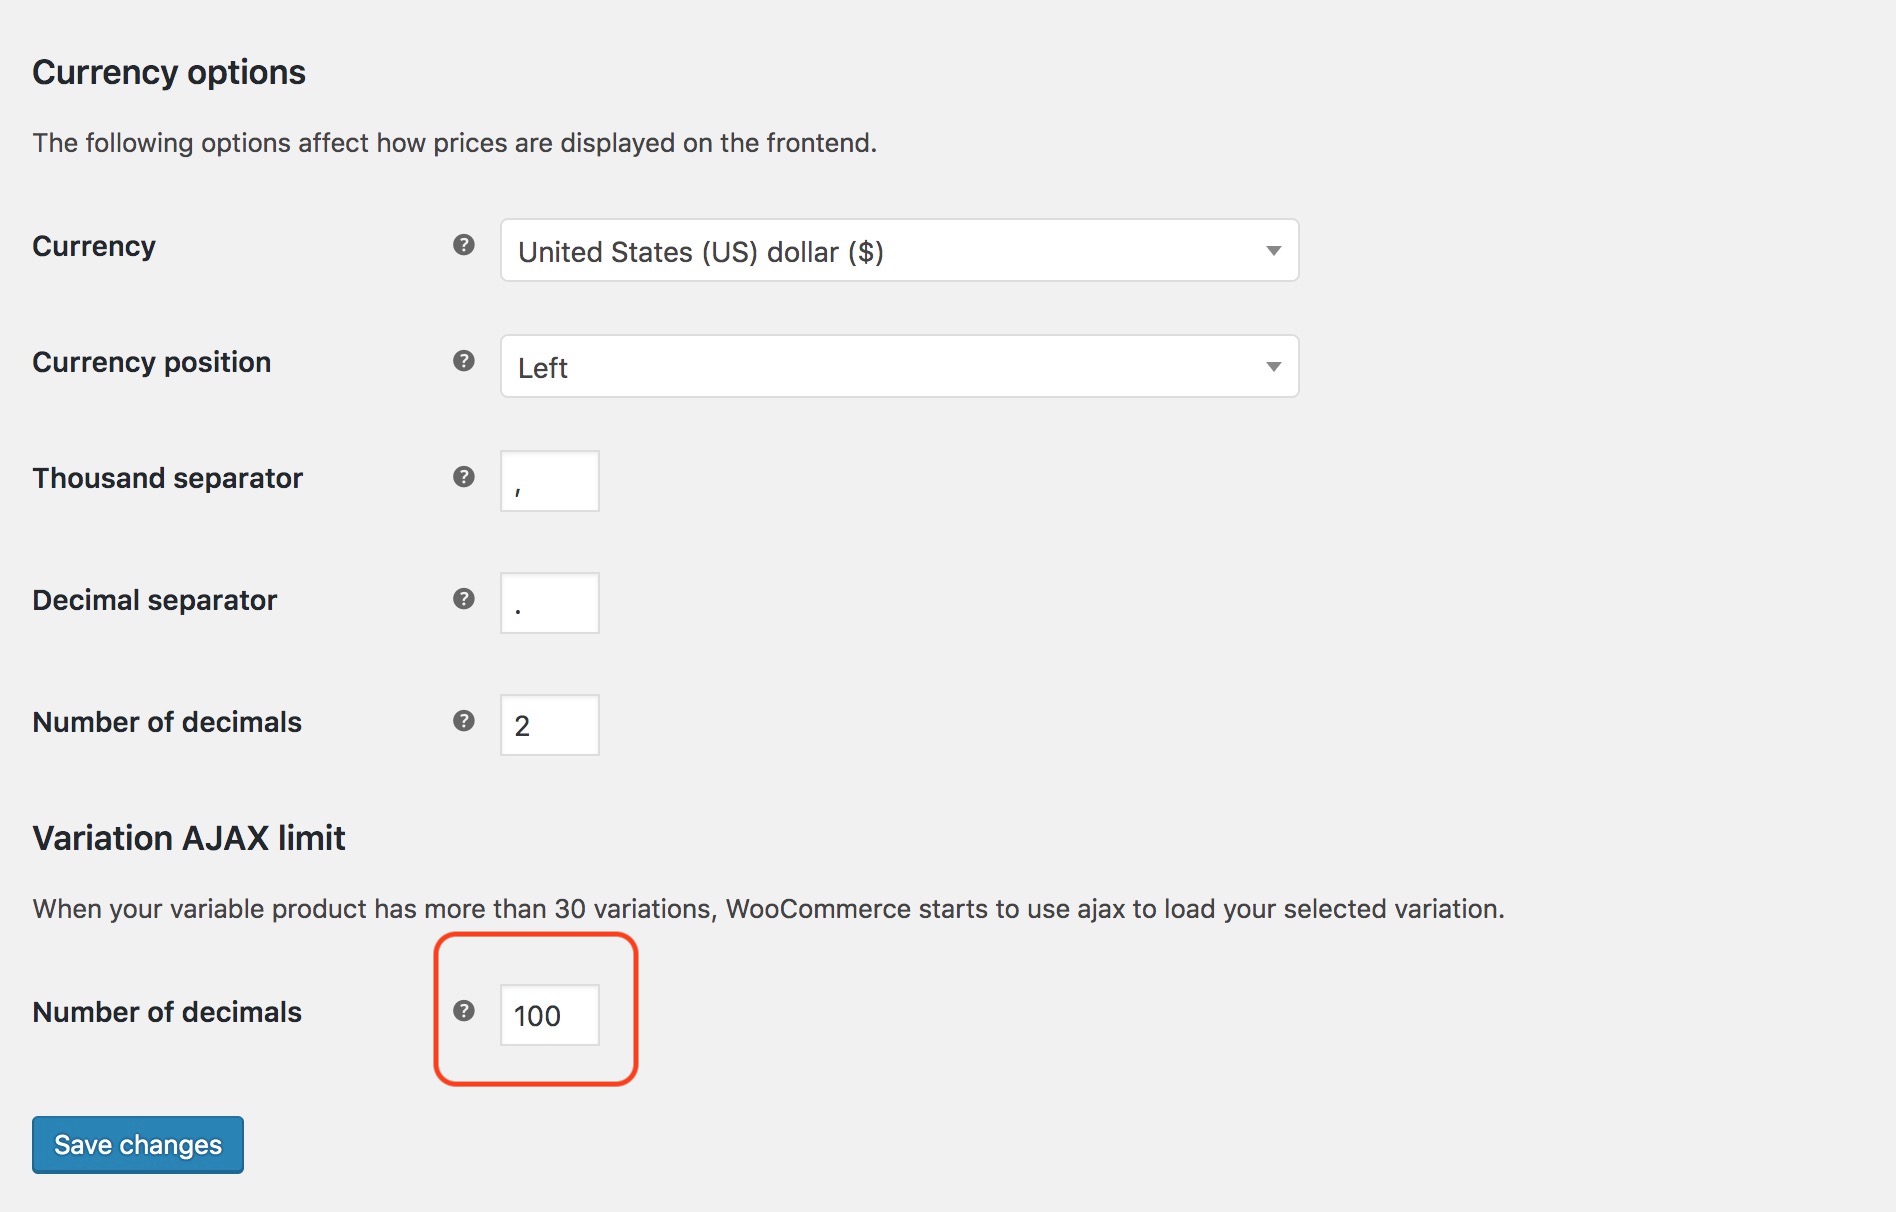 Currency options
The following options affect how prices are displayed on the frontend.
Currency ? United States (US) dollar ($)
Currency position ? Left
Thousand separator ? ,
Decimal separator ? .
Number of decimals ? 2
Variation AJAX limit
When your variable product has more than 30 variations, WooCommerce starts to use ajax to load your selected variation.
Number of decimals ? 100
Save changes